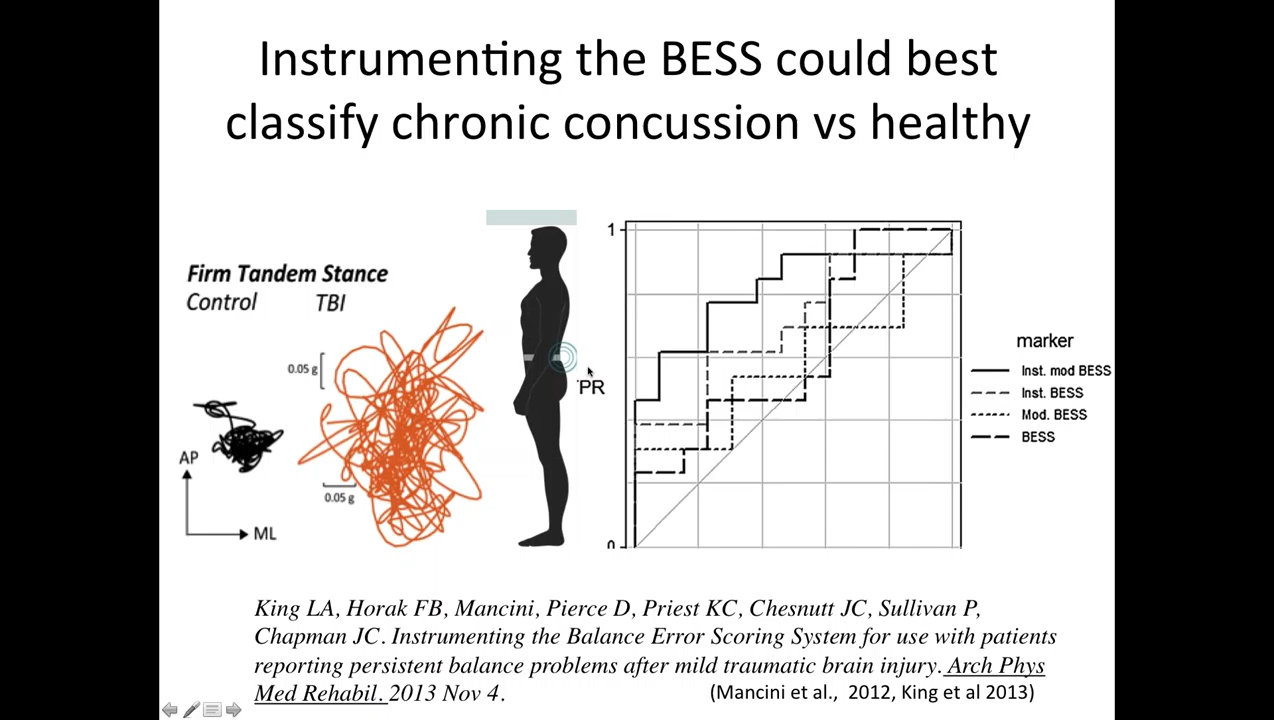 Instrumenting the BESS could best
classify chronic concussion vs healthy
Firm Tandem Stance
Control TBI
0.05 g
0.05 g
AP
ML
1
PR
0
marker
Inst. mod BESS
Inst. BESS
Mod. BESS
BESS
King LA, Horak FB, Mancini, Pierce D, Priest KC, Chesnutt JC, Sullivan P,
Chapman JC. Instrumenting the Balance Error Scoring System for use with patients
reporting persistent balance problems after mild traumatic brain injury. Arch Phys
Med Rehabil. 2013 Nov 4.
(Mancini et al., 2012, King et al 2013)